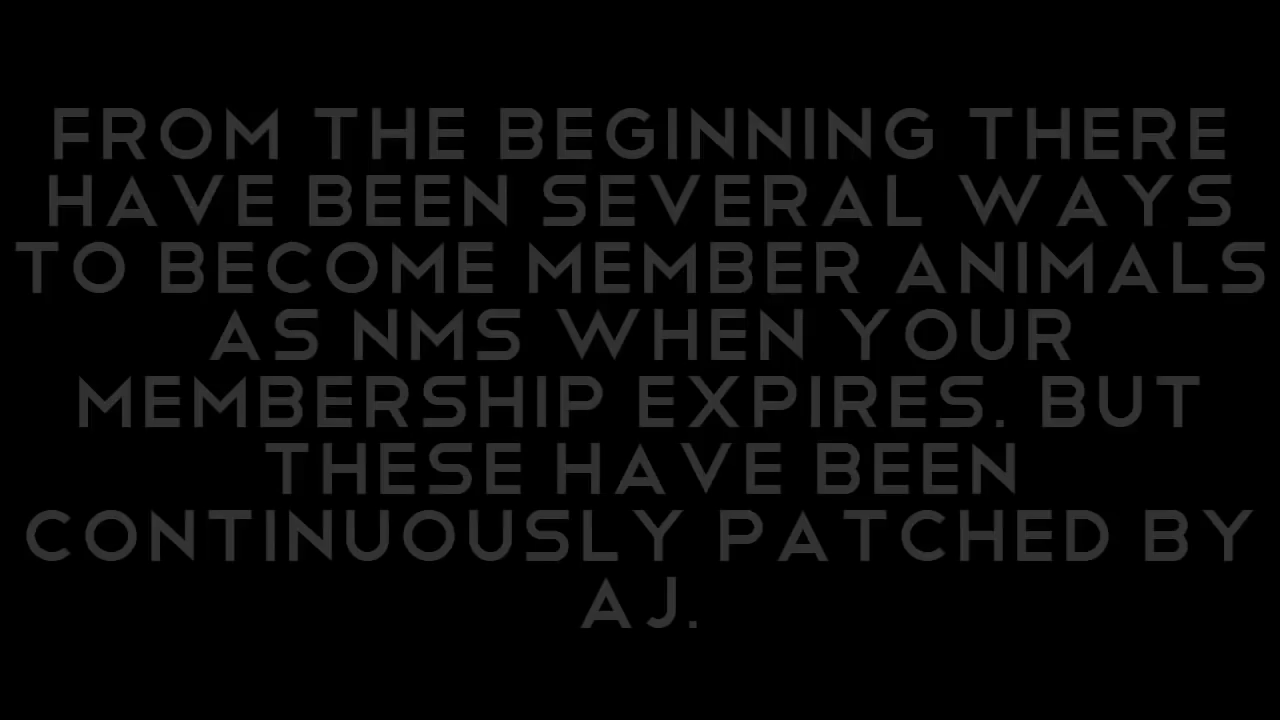 FROM THE BEGINNING THERE
HAVE BEEN SEVERAL WAYS
TO BECOME MEMBER ANIMALS
AS NMS WHEN YOUR
MEMBERSHIP EXPIRES. BUT
THESE HAVE BEEN
CONTINUOUSLY PATCHED BY
AJ.